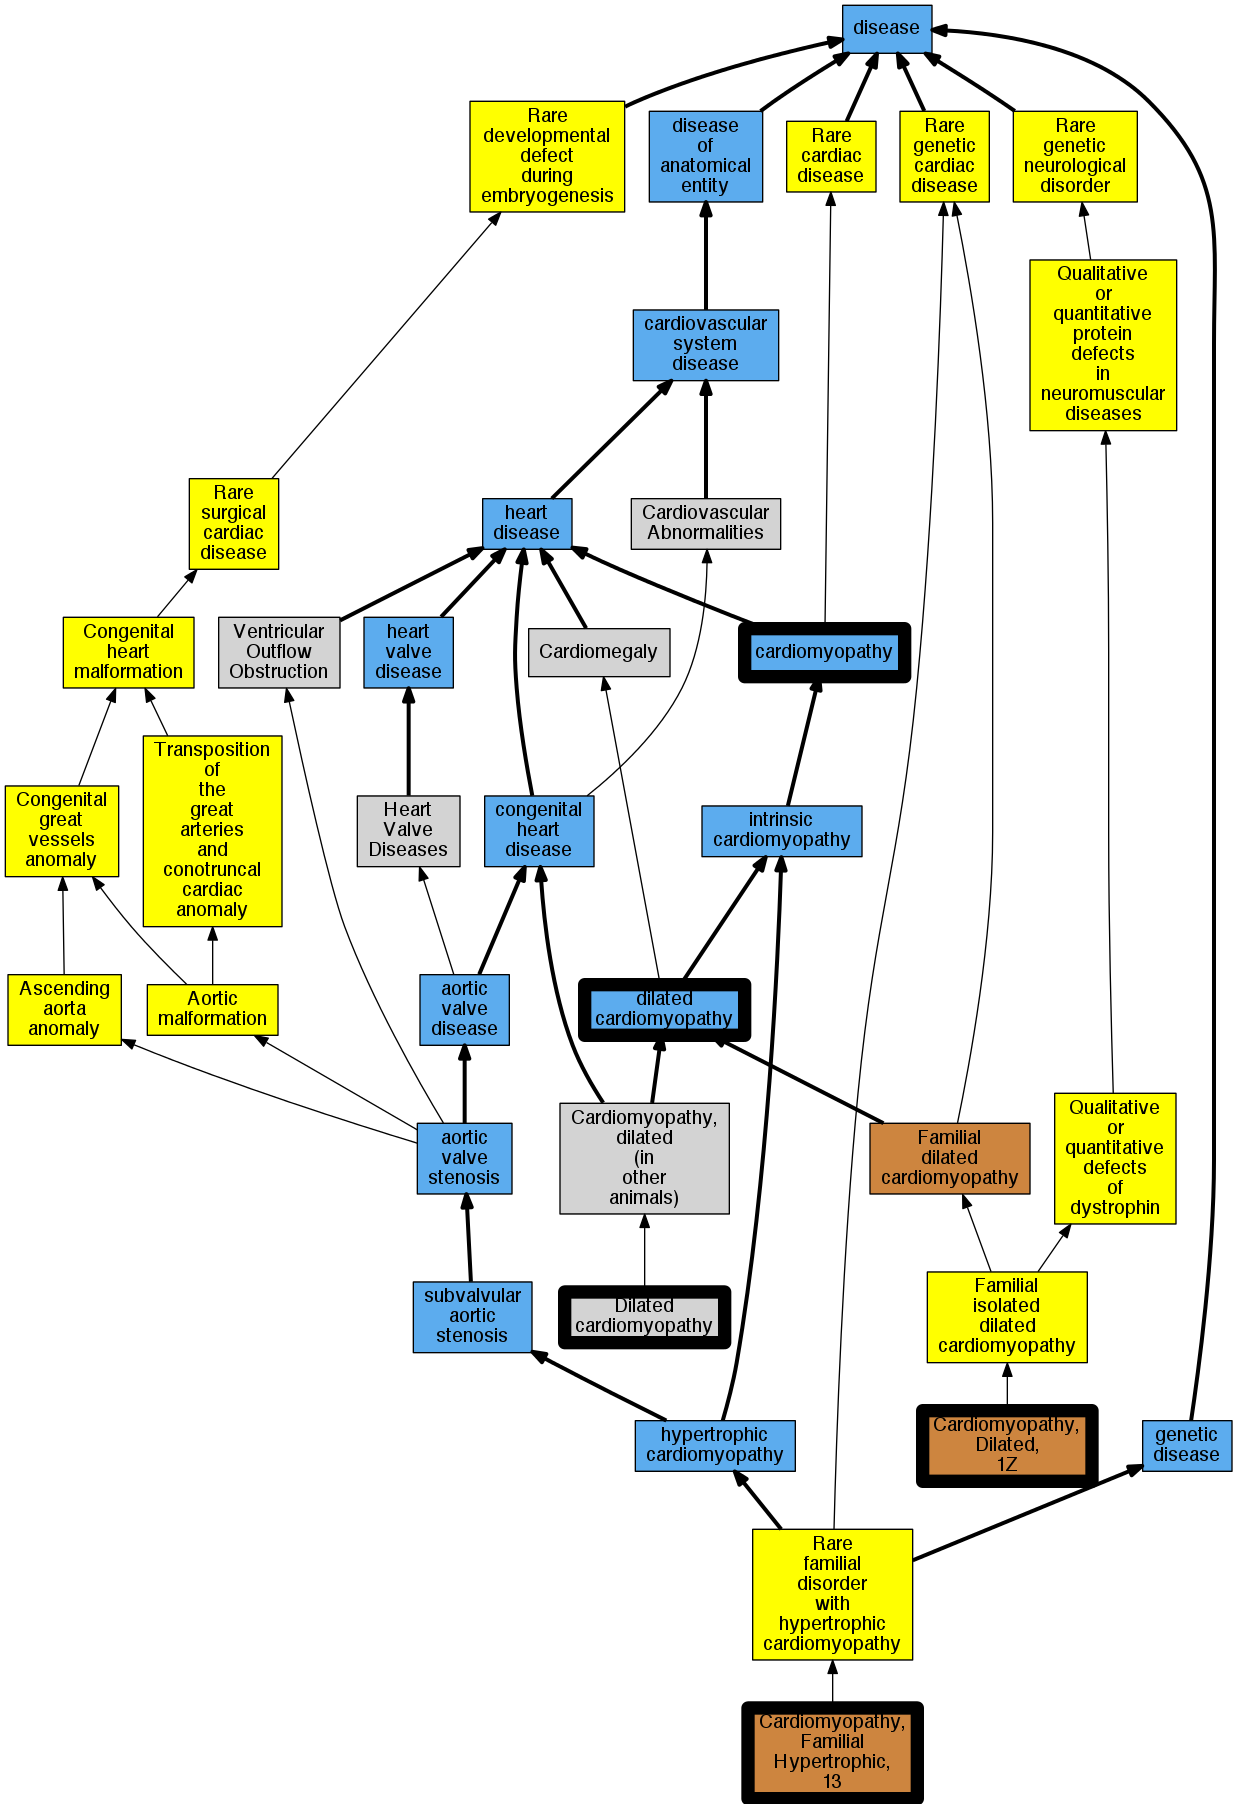 disease
Rare
developmental
defect
during
embryogenesis
disease
of
anatomical
entity
Rare
cardiac
disease
Rare
genetic
cardiac
disease
Rare
genetic
neurological
disorder
Qualitative
or
quantitative
protein
defects
in
neuromuscular
diseases
cardiovascular
system
disease
Rare
surgical
cardiac
disease
heart
disease
Cardiovascular
Abnormalities
Congenital
heart
malformation
Ventricular
Outflow
Obstruction
heart
valve
disease
Cardiomegaly
cardiomyopathy
Transposition
of
the
great
arteries
and
conotruncal
cardiac
anomaly
Congenital
great
vessels
anomaly
Heart
Valve
Diseases
congenital
heart
disease
intrinsic
cardiomyopathy
Ascending
aorta
anomaly
Aortic
malformation
aortic
valve
disease
dilated
cardiomyopathy
Cardiomyopathy,
dilated
(in
other
animals)
aortic
valve
stenosis
Familial
dilated
cardiomyopathy
Qualitative
or
quantitative
defects
of
dystrophin
subvalvular
aortic
stenosis
Dilated
cardiomyopathy
Familial
isolated
dilated
cardiomyopathy
hypertrophic
cardiomyopathy
Cardiomyopathy,
Dilated,
1Z
genetic
disease
Rare
familial
disorder
with
hypertrophic
cardiomyopathy
Cardiomyopathy,
Familial
Hypertrophic,
13